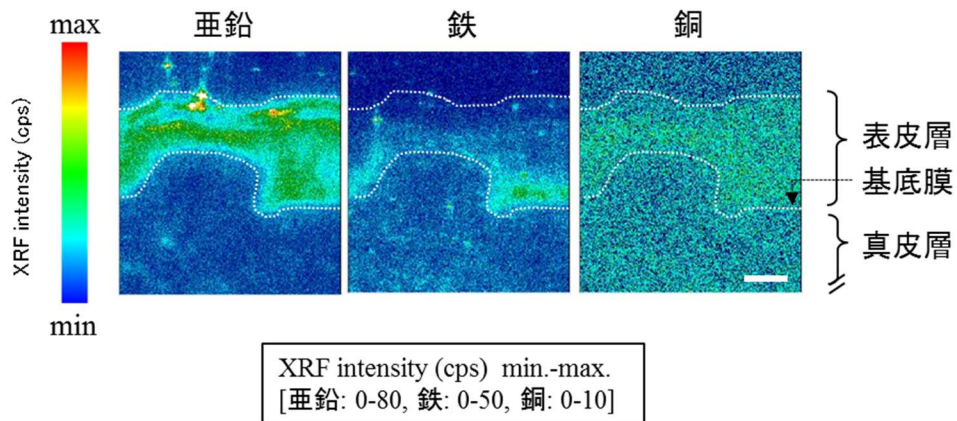 亜鉛
鉄
銅
max
XRF intensity (cps)
min
表皮層
基底膜
真皮層
XRF intensity (cps) min.-max.
[亜鉛: 0-80, 鉄: 0-50, 銅: 0-10]